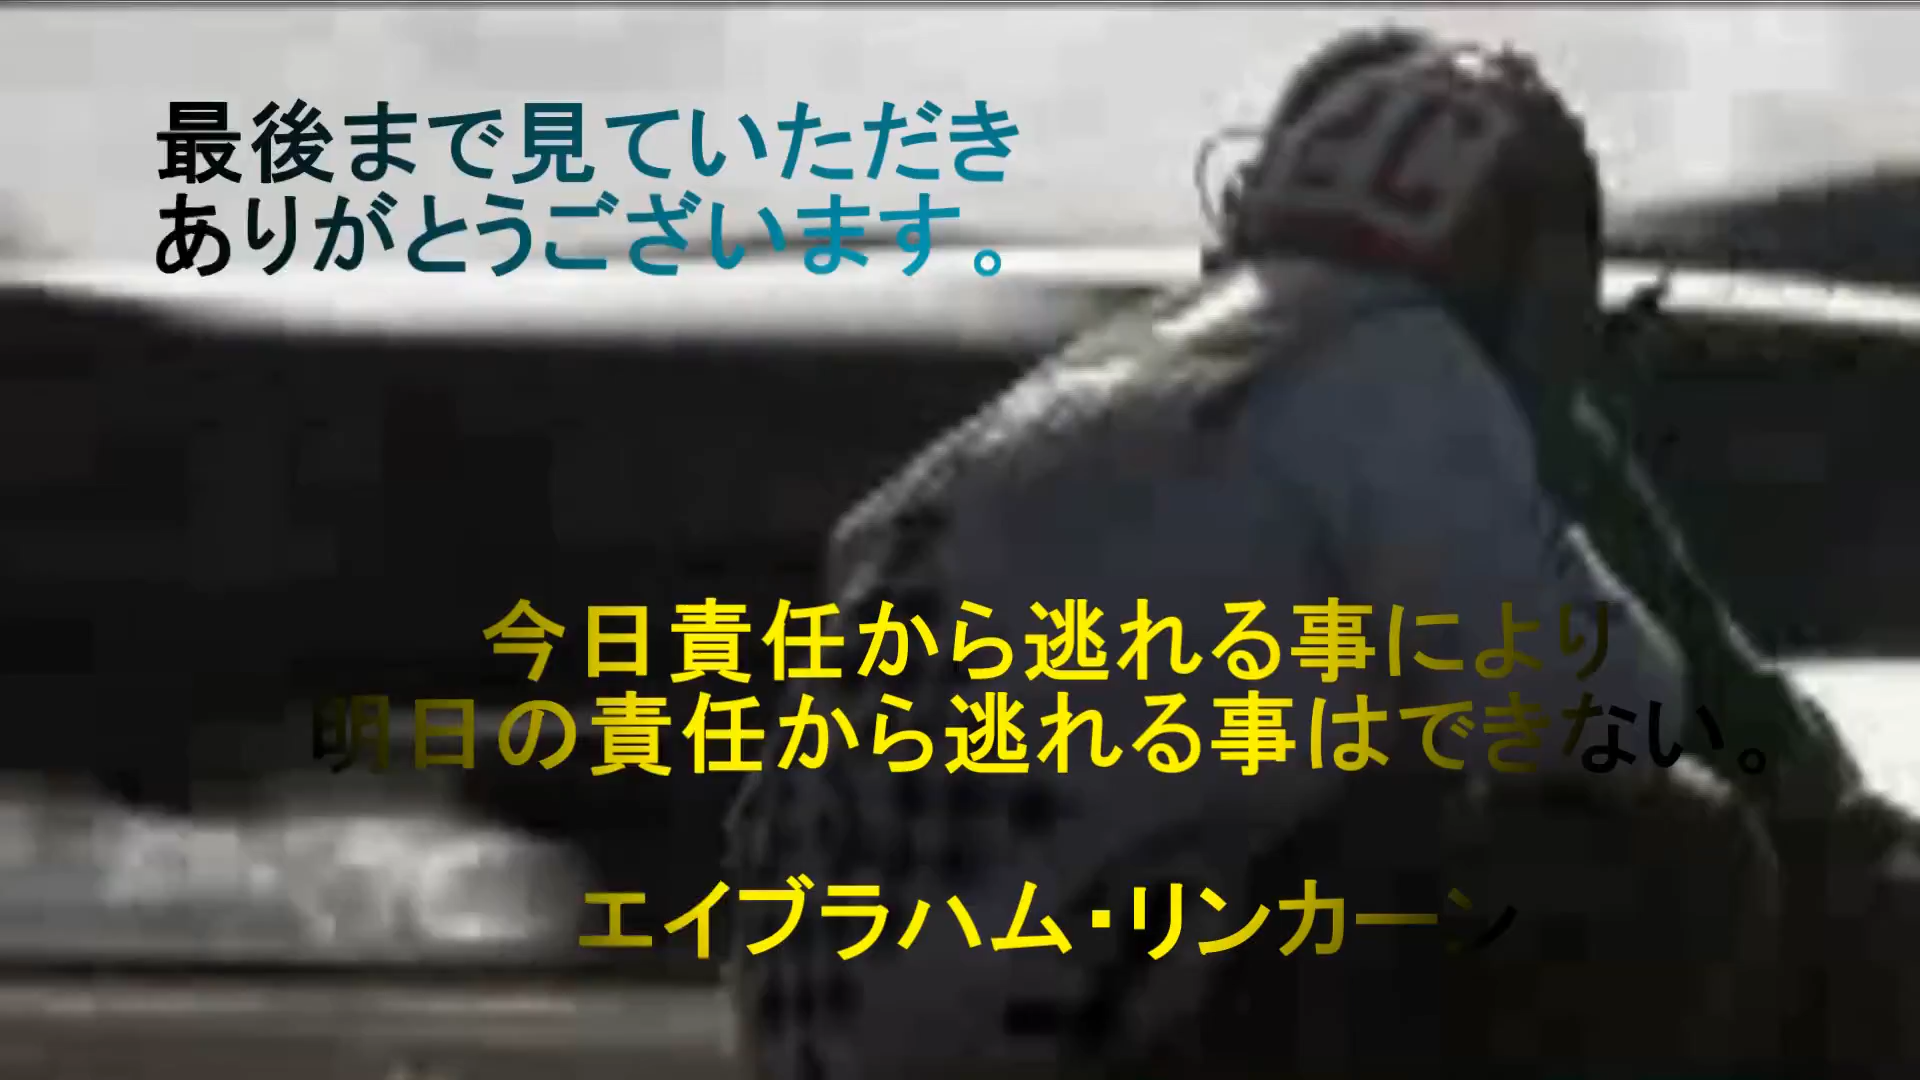 最後まで見ていただき
ありがとうございます。
今日責任から逃れる事により
明日の責任から逃れる事はできない。
エイブラハム・リンカーン